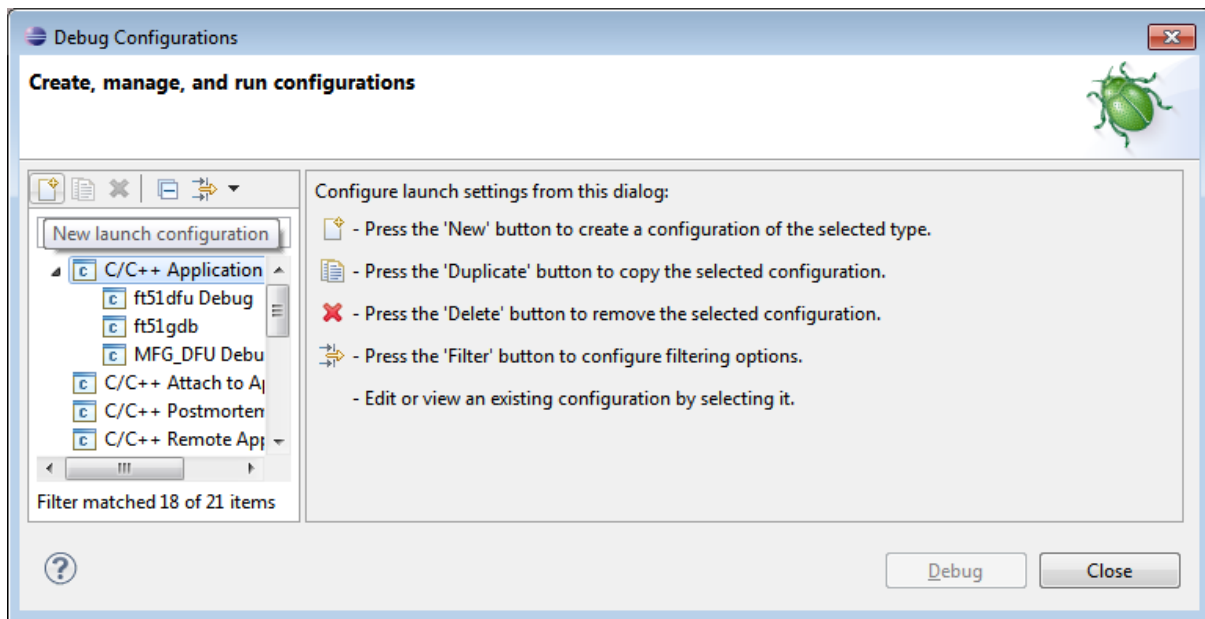 Debug Configurations
Create, manage, and run configurations
New launch configuration
C/C++ Application
ft51dfu Debug
ft51gdb
MFG_DFU Debu
C/C++ Attach to Ap
C/C++ Postmortem
C/C++ Remote App
Filter matched 18 of 21 items
Configure launch settings from this dialog:
- Press the 'New' button to create a configuration of the selected type.
- Press the 'Duplicate' button to copy the selected configuration.
- Press the 'Delete' button to remove the selected configuration.
- Press the 'Filter' button to configure filtering options.
- Edit or view an existing configuration by selecting it.
Debug
Close